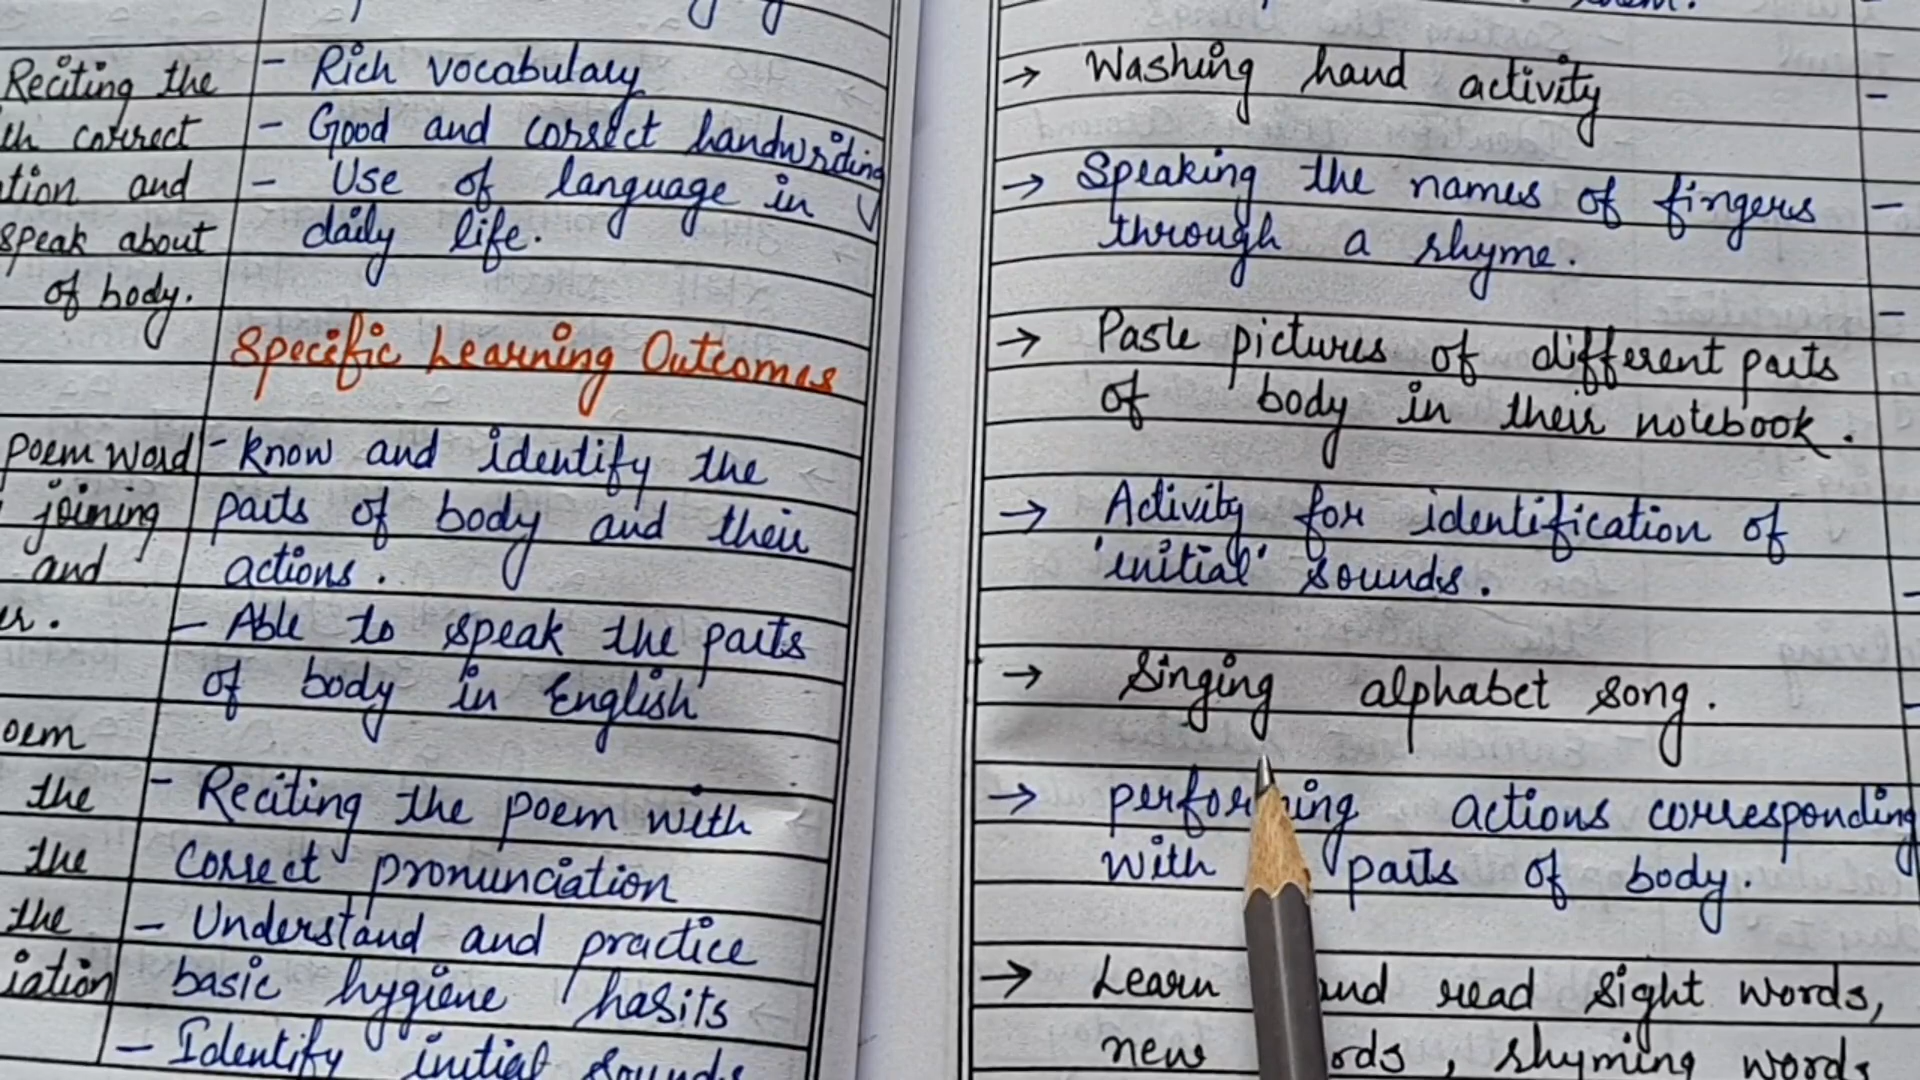 Reciting the
correct
and
speak about
of body.
poem word
joining
and
the
the
the
- Rich vocabulary
- Good and correct handwriding
- Use of language in
daily life.
Specific Learning Outcomes
- know and identify the
parts of body and their
actions.
- Able to speak the parts
of body in English
- Reciting the poem with
correct pronunciation
- Understand and practice
basic hygiene habits
- Identify initial sounds
→ Washing hand activity
→ Speaking the names of fingers
through a rhyme.
→ Paste pictures of different parts
of body in their notebook.
→ Activity for identification of
'initial' sounds.
→ Singing alphabet song.
→ performing actions corresponding
with parts of body.
→ Learn and read sight words,
new words, rhyming words